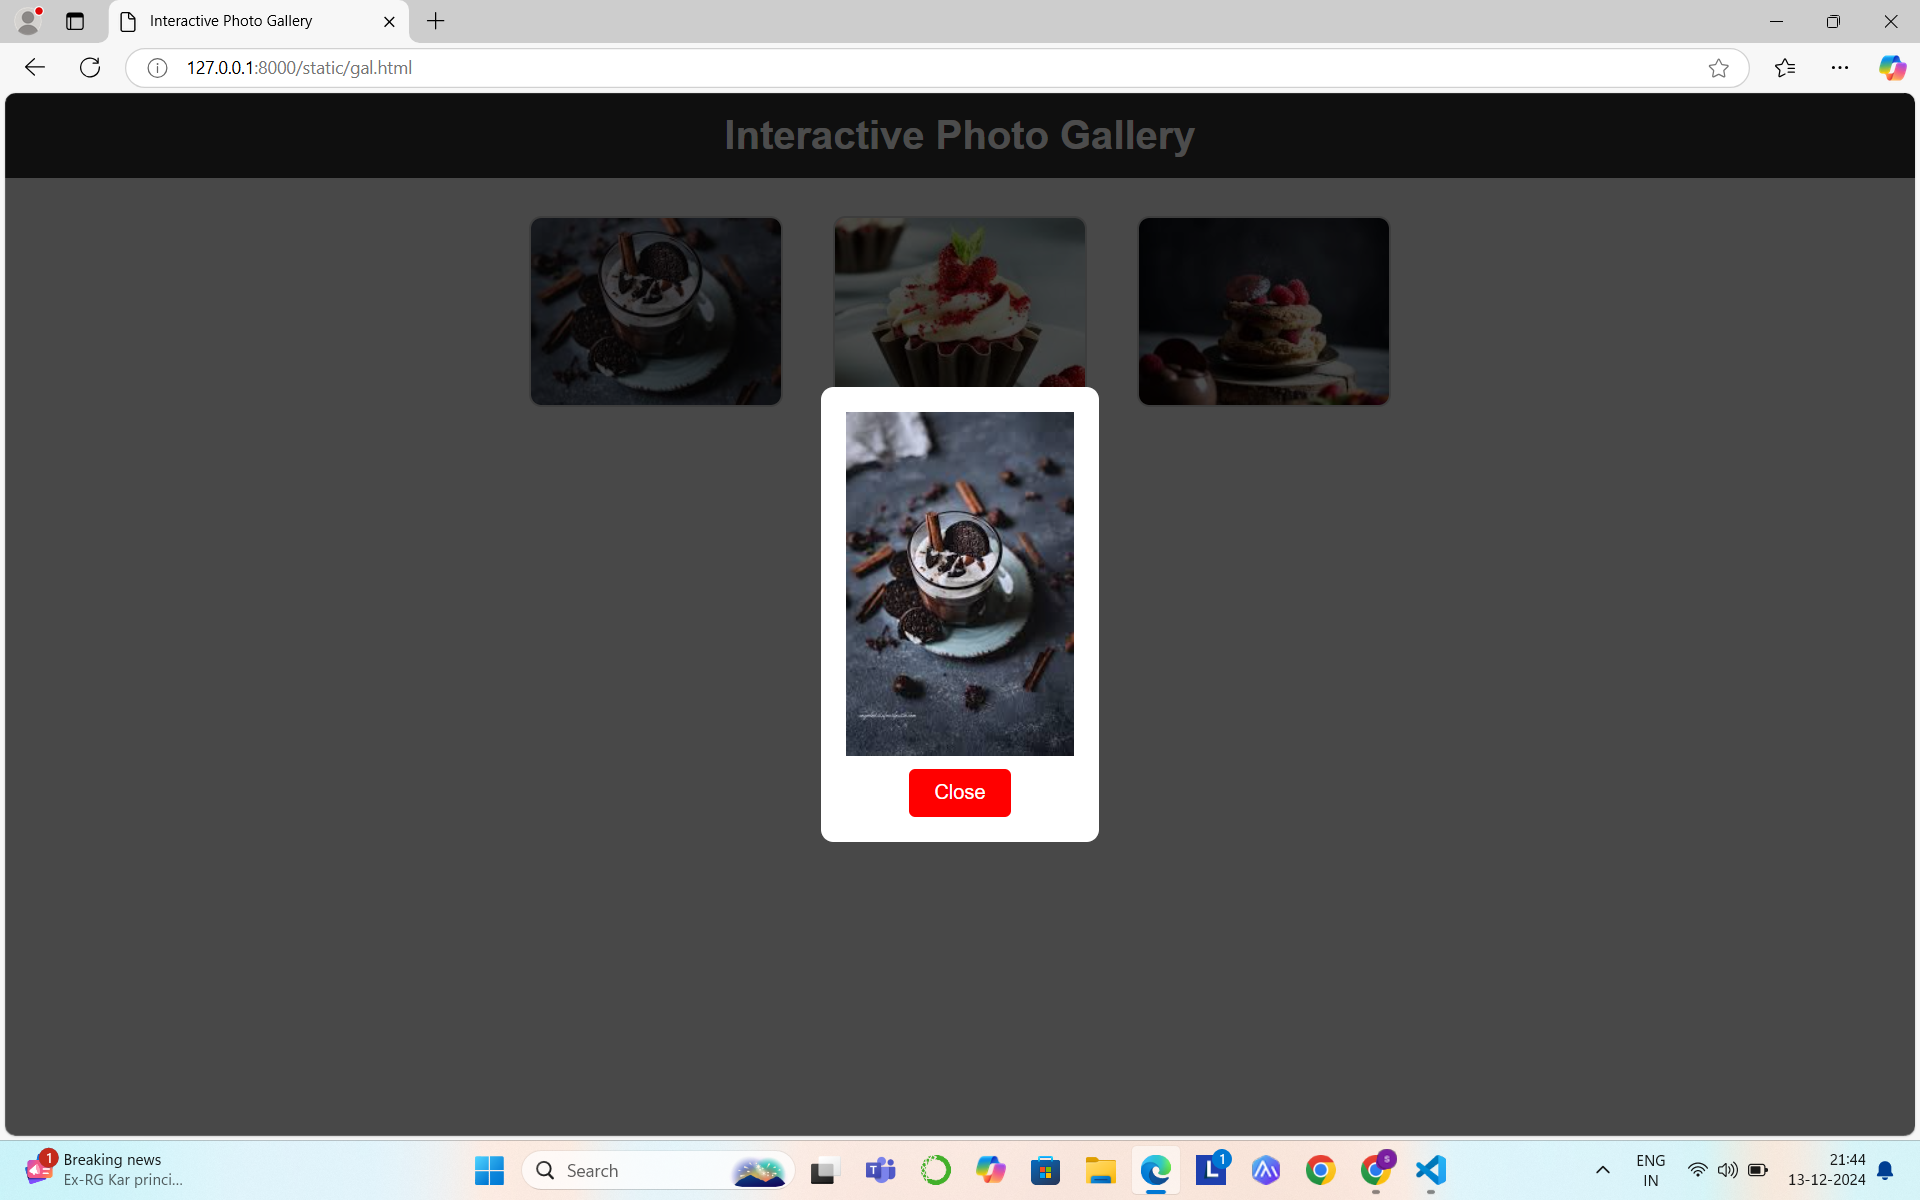 Interactive Photo Gallery
127.0.0.1:8000/static/gal.html
Interactive Photo Gallery
Close
1
Breaking news
Ex-RG Kar princi...
Search
1
S
ENG
IN
21:44
13-12-2024